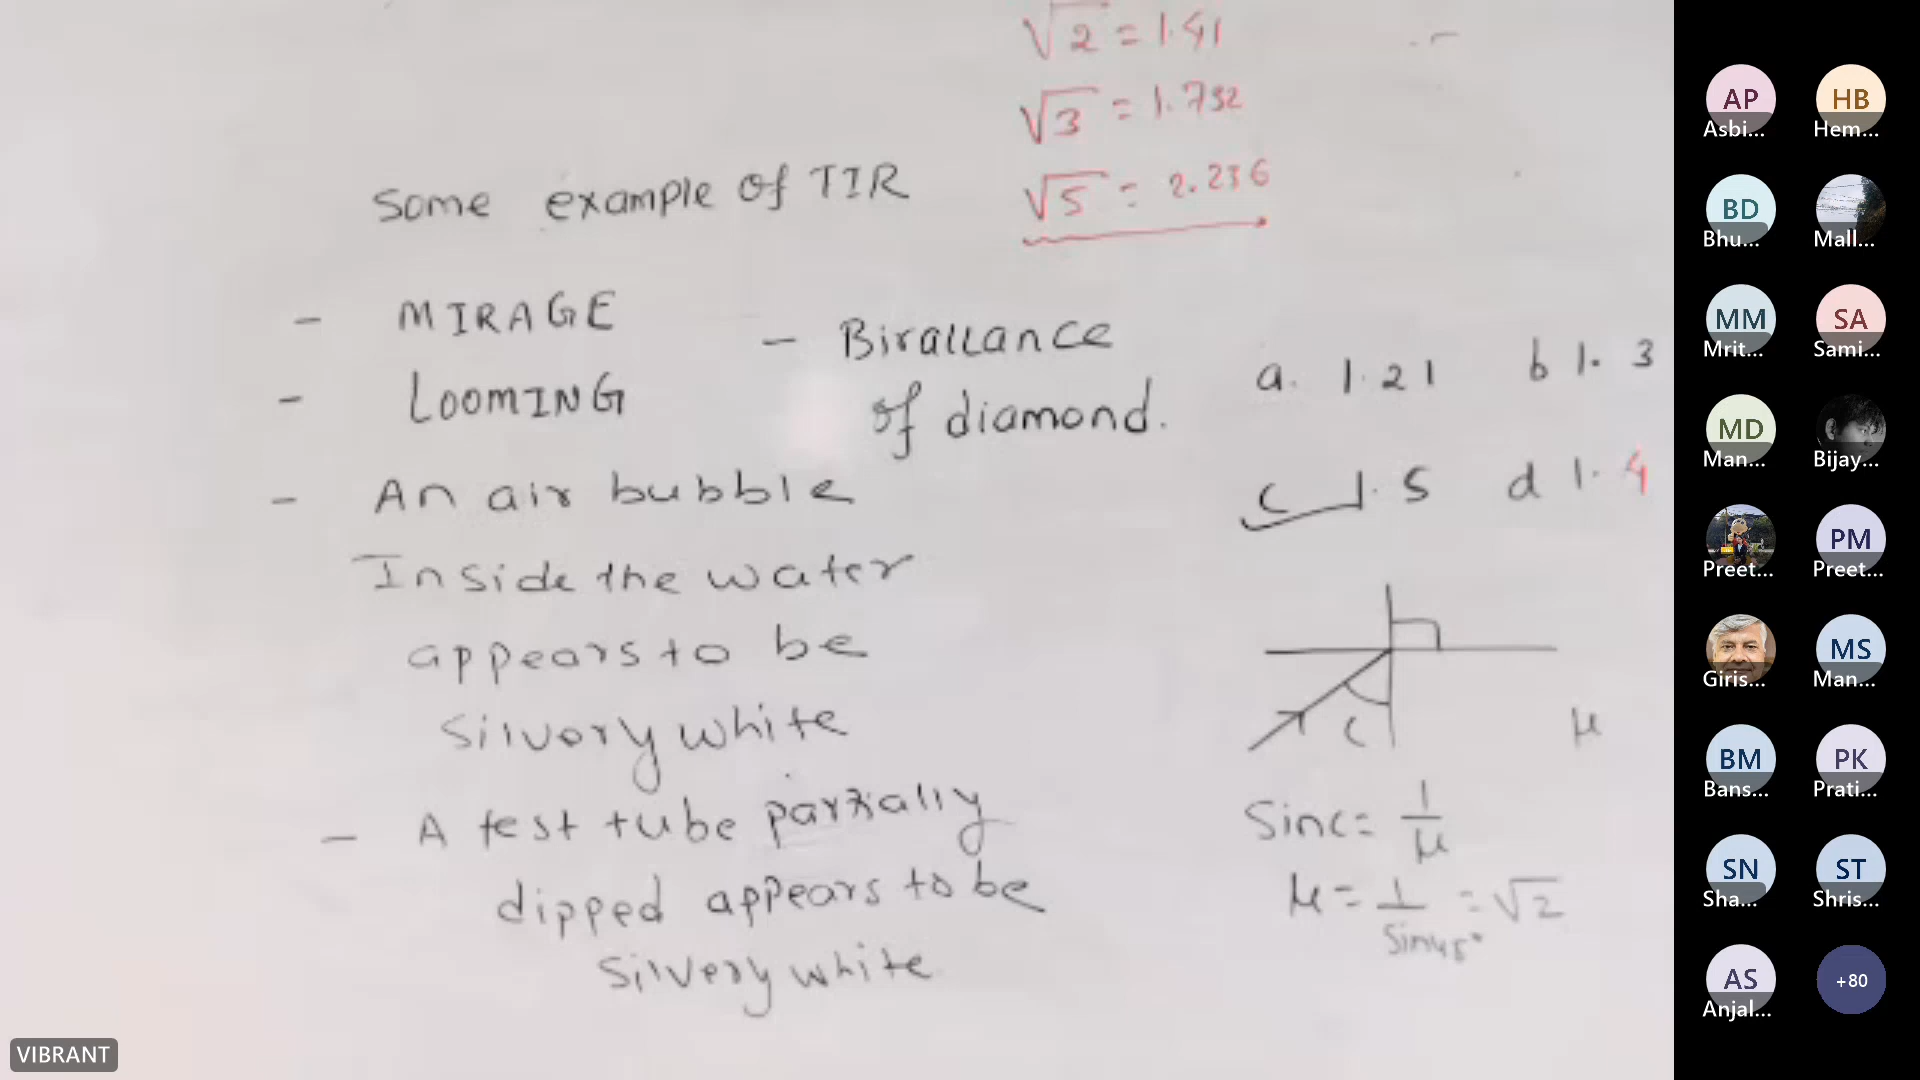 √2 = 1.41
√3 = 1.732
√5 = 2.236
Some example of TIR
- MIRAGE
- LOOMING
- An air bubble
Inside the water
appears to be
silvery white
- A test tube partially
dipped appears to be
silvery white
- Birallance
of diamond.
a. 1.21 b 1.3
c 1.5 d 1.4
C
μ
Sinc = 1/μ
μ = 1/Sin45° = √2
AP
Asbi...
HB
Hem...
BD
Bhu...
Mall...
MM
Mrit...
SA
Sami...
MD
Man...
Bijay...
Preet...
PM
Preet...
Giris...
MS
Man...
BM
Bans...
PK
Prati...
SN
Sha...
ST
Shris...
AS
Anjal...
+80
VIBRANT